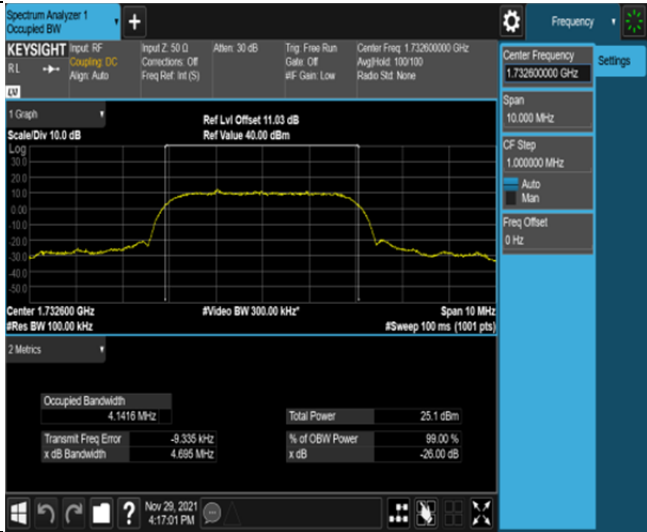 Spectrum Analyzer 1
Occupied BW
+
Frequency
KEYSIGHT
RL
LV
Input: RF
Coupling: DC
Align: Auto
Input Z: 50 Ω
Corrections: Off
Freq Ref: Int (S)
Atten: 30 dB
Trig: Free Run
Gate: Off
#IF Gain: Low
Center Freq: 1.732600000 GHz
Avg|Hold: 100/100
Radio Std: None
Center Frequency
1.732600000 GHz
Settings
Span
10.000 MHz
CF Step
1.000000 MHz
Auto
Man
Freq Offset
0 Hz
1 Graph
Scale/Div 10.0 dB
Ref Lvl Offset 11.03 dB
Ref Value 40.00 dBm
Log
30.0
20.0
10.0
0.00
-10.0
-20.0
-30.0
-40.0
-50.0
Center 1.732600 GHz
#Res BW 100.00 kHz
#Video BW 300.00 kHz*
Span 10 MHz
#Sweep 100 ms (1001 pts)
2 Metrics
Occupied Bandwidth
4.1416 MHz
Total Power 25.1 dBm
Transmit Freq Error -9.335 kHz
% of OBW Power 99.00 %
x dB Bandwidth 4.695 MHz
x dB -26.00 dB
?
Nov 29, 2021
4:17:01 PM